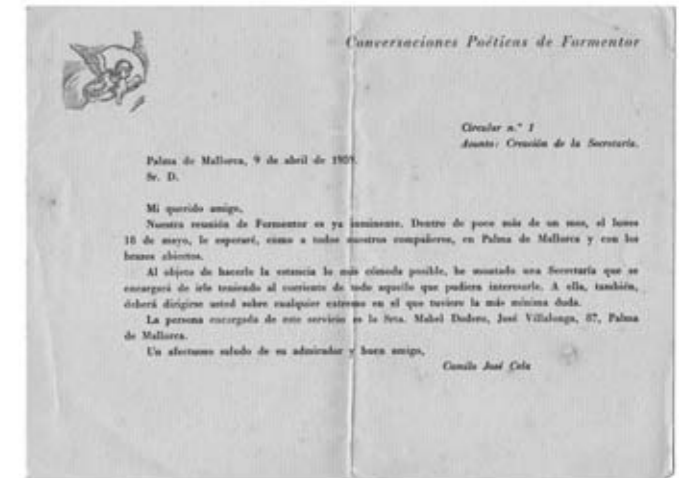 Conversaciones Poéticas de Formentor
Circular n.° 1
Asunto: Creación de la Secretaría.
Palma de Mallorca, 9 de abril de 1959.
Sr. D.
Mi querido amigo,
Nuestra reunión de Formentor es ya inminente. Dentro de poco más de un mes, el lunes
18 de mayo, le esperaré, como a todos nuestros compañeros, en Palma de Mallorca y con los
brazos abiertos.
Al objeto de hacerle la estancia lo más cómoda posible, he montado una Secretaría que se
encargará de irle teniendo al corriente de todo aquello que pudiera interesarle. A ella, también,
deberá dirigirse usted sobre cualquier extremo en el que tuviere la más mínima duda.
La persona encargada de este servicio es la Srta. Mabel Dodero, José Villalonga, 87, Palma
de Mallorca.
Un afectuoso saludo de su admirador y buen amigo,
Camilo José Cela